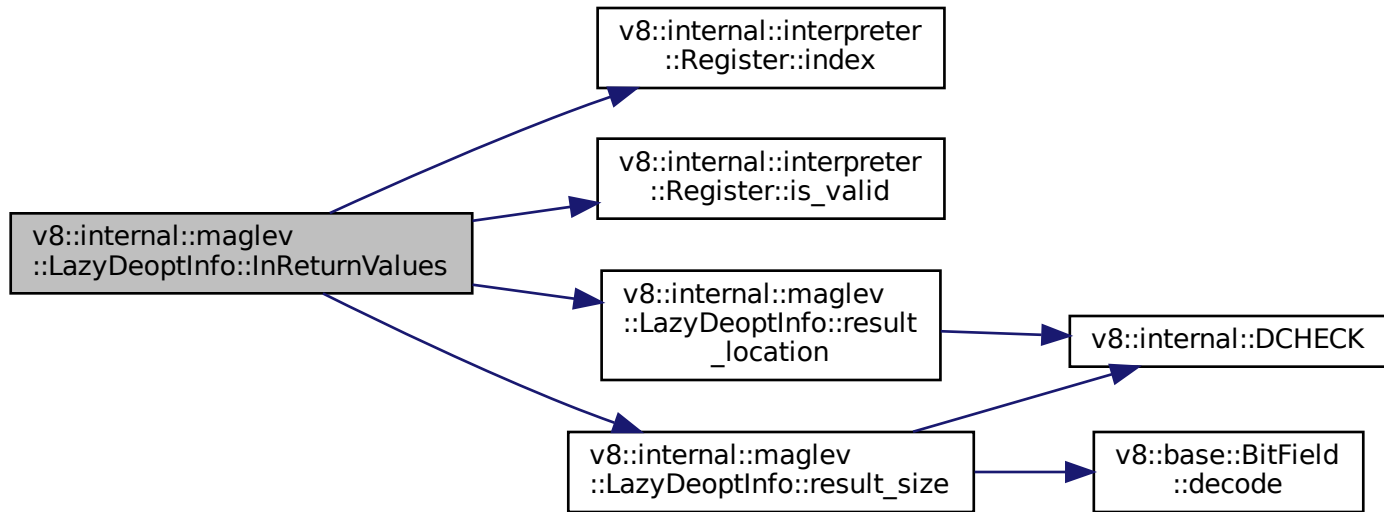 v8::internal::maglev
::LazyDeoptInfo::InReturnValues
v8::internal::interpreter
::Register::index
v8::internal::interpreter
::Register::is_valid
v8::internal::maglev
::LazyDeoptInfo::result
_location
v8::internal::maglev
::LazyDeoptInfo::result_size
v8::internal::DCHECK
v8::base::BitField
::decode